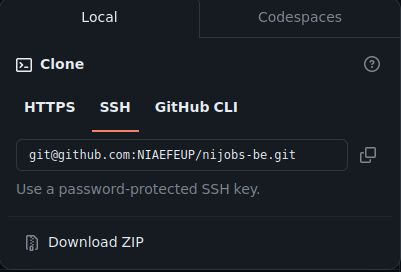 Local Codespaces
Clone
HTTPS SSH GitHub CLI
git@github.com:NIAEFEUP/nijobs-be.git
Use a password-protected SSH key.
Download ZIP